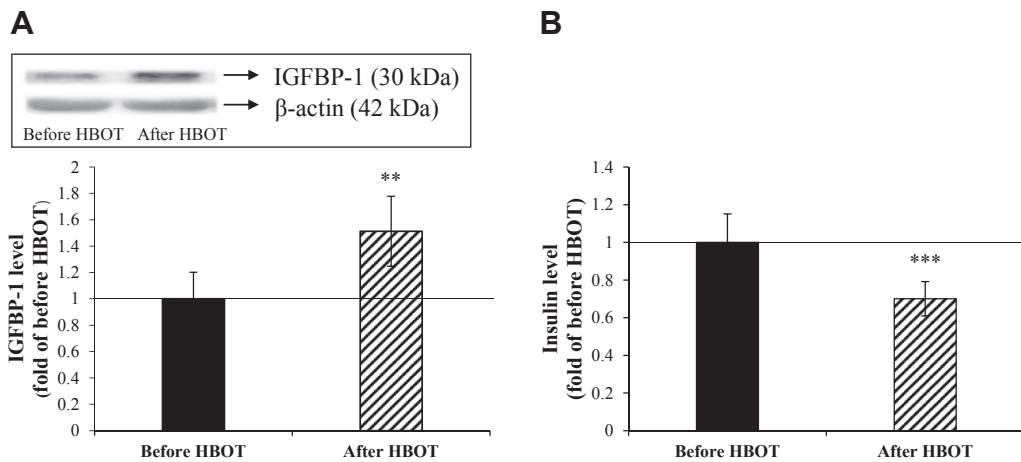 A
IGFBP-1 (30 kDa)
β-actin (42 kDa)
Before HBOT After HBOT
IGFBP-1 level
(fold of before HBOT)
2
1.8
1.6
1.4
1.2
1
0.8
0.6
0.4
0.2
0
**
Before HBOT After HBOT
B
Insulin level
(fold of before HBOT)
1.4
1.2
1
0.8
0.6
0.4
0.2
0
***
Before HBOT After HBOT